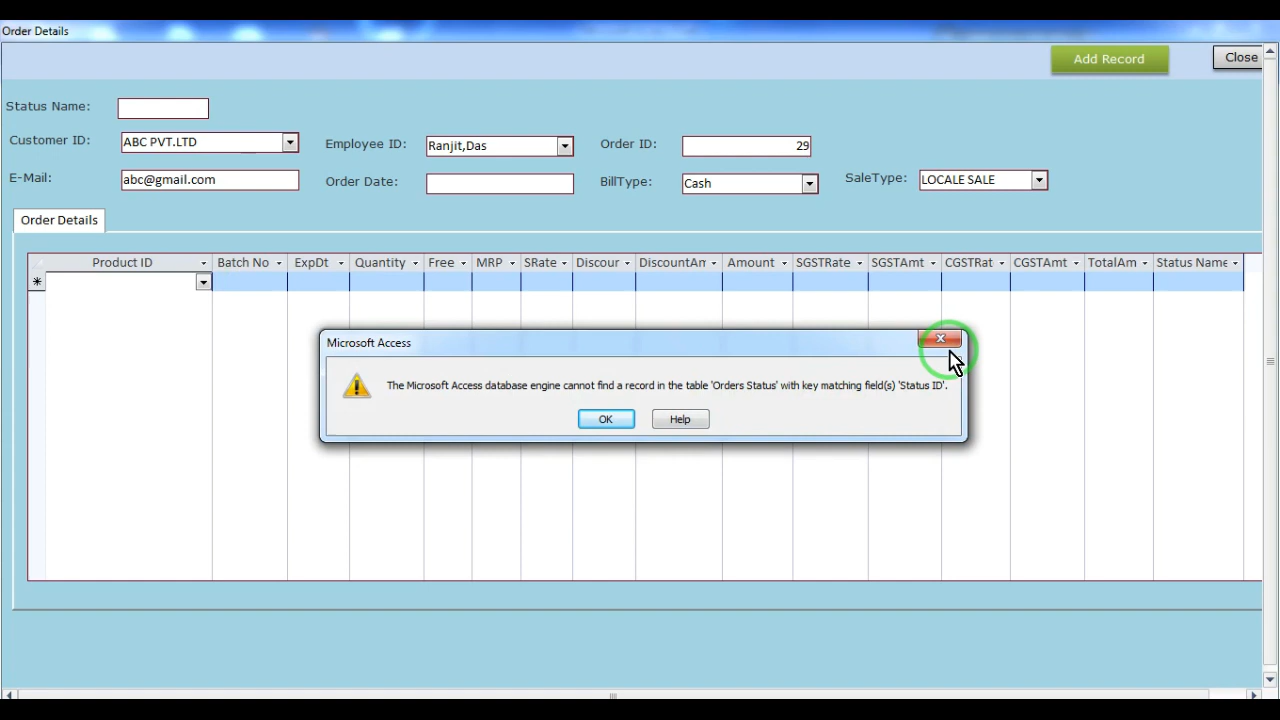 Order Details
Add Record
Close
Status Name:
Customer ID: ABC PVT.LTD Employee ID: Ranjit,Das Order ID: 29
E-Mail: abc@gmail.com Order Date: BillType: Cash SaleType: LOCALE SALE
Order Details
Product ID Batch No ExpDt Quantity Free MRP SRate Discour DiscountAm Amount SGSTRate SGSTAmt CGSTRat CGSTAmt TotalAm Status Name
Microsoft Access
The Microsoft Access database engine cannot find a record in the table 'Orders Status' with key matching field(s) 'Status ID'.
OK Help